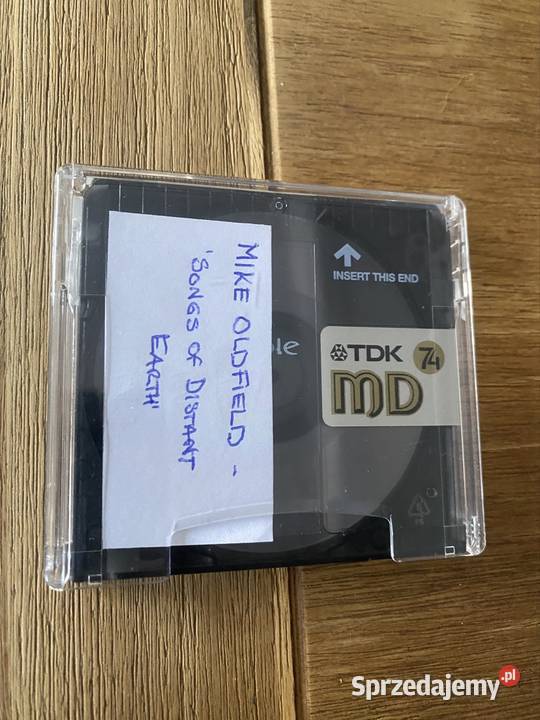 MIKE OLDFIELD -
'SONGS OF DISTANT
EARTH'
INSERT THIS END
TDK 74
MD
Sprzedajemy.pl